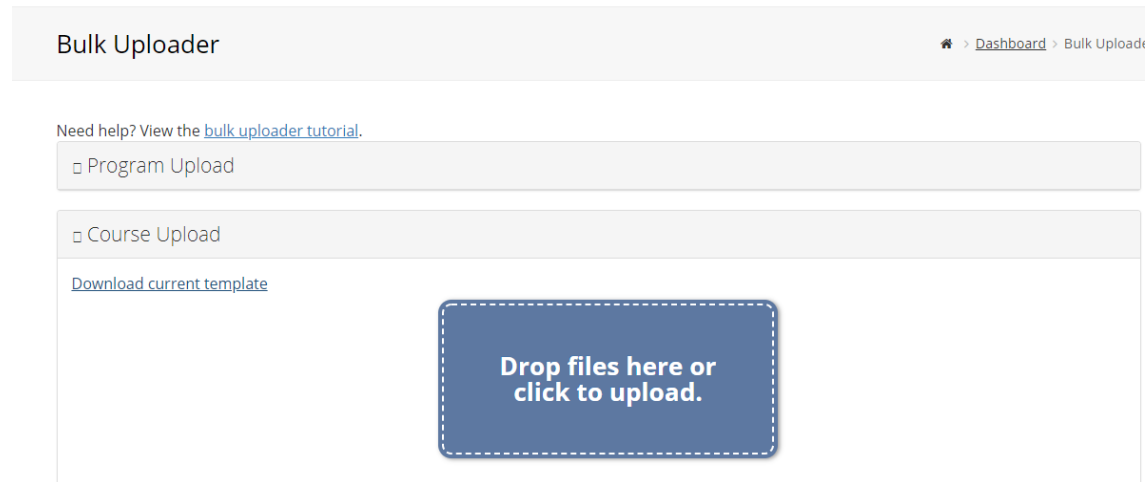 Bulk Uploader
> Dashboard > Bulk Uploade
Need help? View the bulk uploader tutorial.
Program Upload
Course Upload
Download current template
Drop files here or
click to upload.